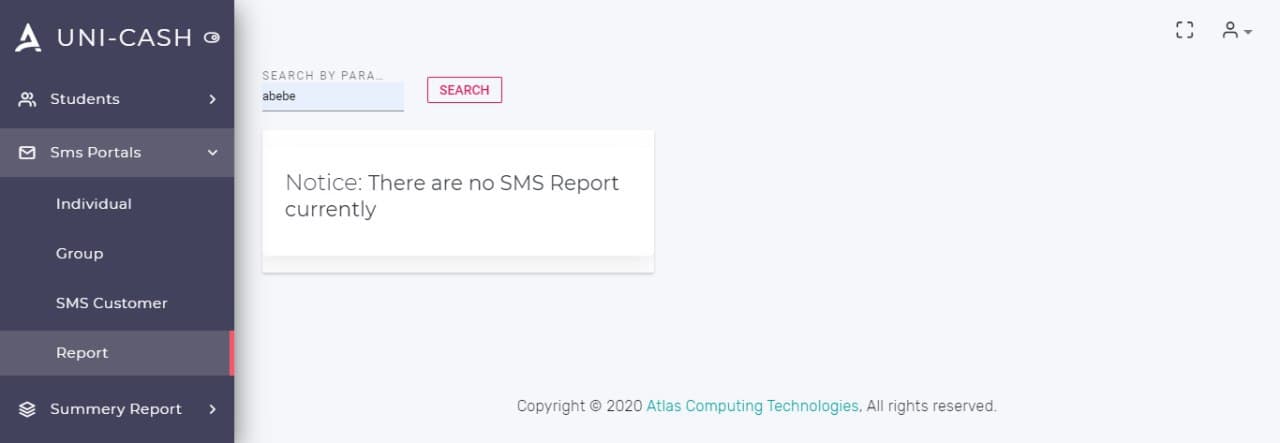 UNI-CASH
Students
Sms Portals
Individual
Group
SMS Customer
Report
Summery Report
SEARCH BY PARA...
abebe
SEARCH
Notice: There are no SMS Report
currently
Copyright © 2020 Atlas Computing Technologies, All rights reserved.